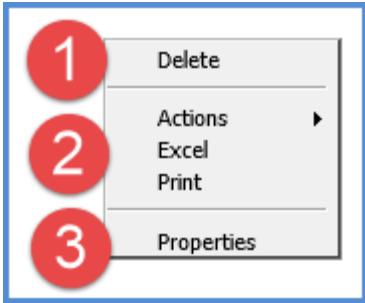 1 Delete
Actions
2 Excel
Print
3 Properties